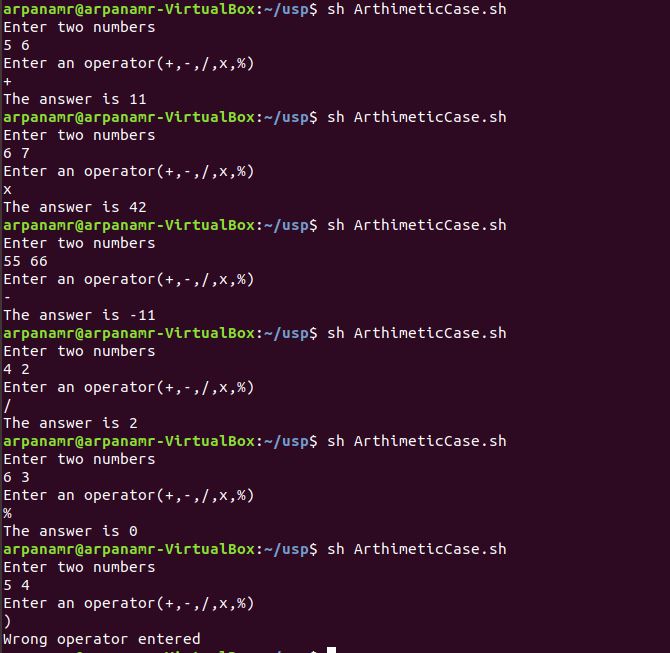 arpanamr@arpanamr-VirtualBox:~/usp$ sh ArthimeticCase.sh
Enter two numbers
5 6
Enter an operator(+,-,/,x,%)
+
The answer is 11
arpanamr@arpanamr-VirtualBox:~/usp$ sh ArthimeticCase.sh
Enter two numbers
6 7
Enter an operator(+,-,/,x,%)
x
The answer is 42
arpanamr@arpanamr-VirtualBox:~/usp$ sh ArthimeticCase.sh
Enter two numbers
55 66
Enter an operator(+,-,/,x,%)
-
The answer is -11
arpanamr@arpanamr-VirtualBox:~/usp$ sh ArthimeticCase.sh
Enter two numbers
4 2
Enter an operator(+,-,/,x,%)
/
The answer is 2
arpanamr@arpanamr-VirtualBox:~/usp$ sh ArthimeticCase.sh
Enter two numbers
6 3
Enter an operator(+,-,/,x,%)
%
The answer is 0
arpanamr@arpanamr-VirtualBox:~/usp$ sh ArthimeticCase.sh
Enter two numbers
5 4
Enter an operator(+,-,/,x,%)
)
Wrong operator entered